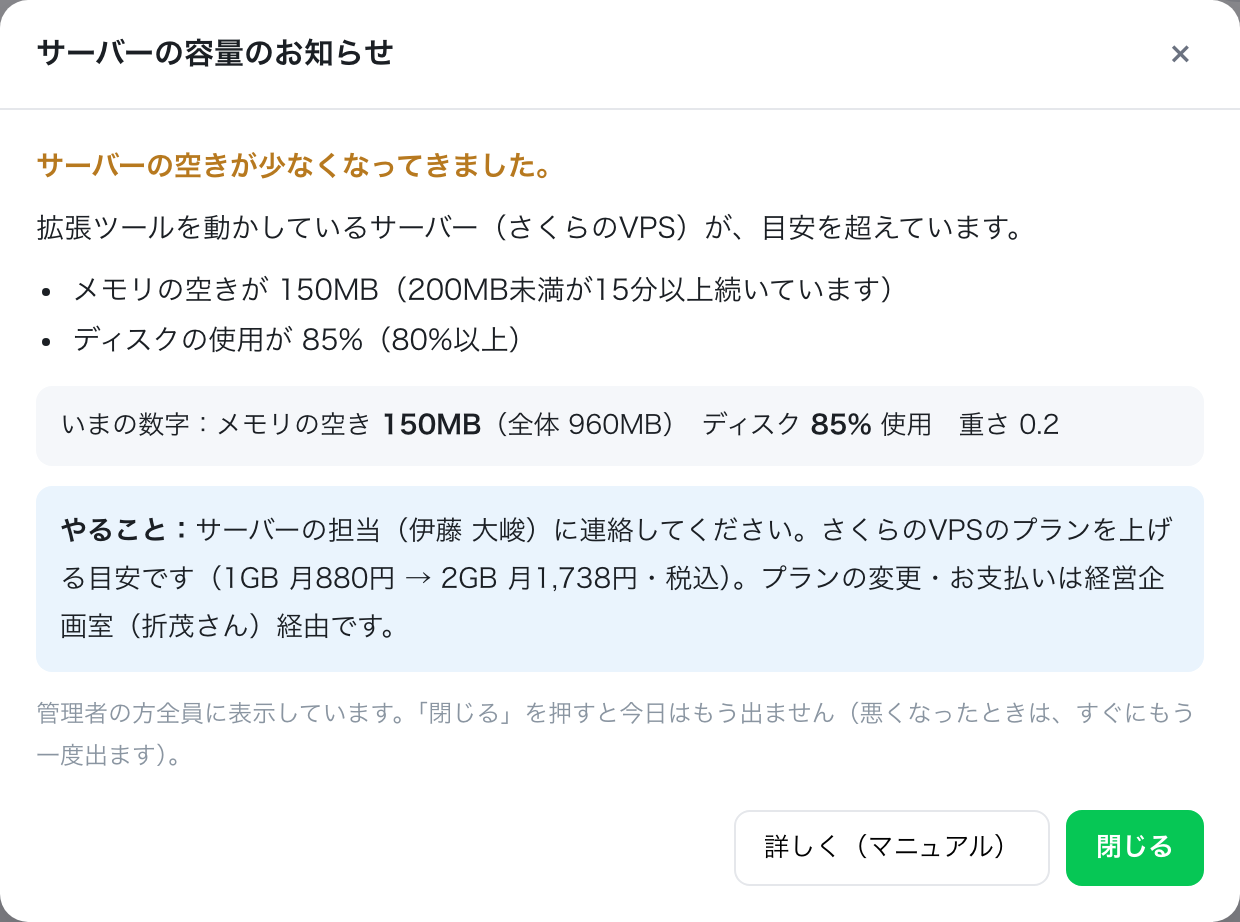 サーバーの容量のお知らせ
×
サーバーの空きが少なくなってきました。
拡張ツールを動かしているサーバー（さくらのVPS）が、目安を超えています。
• メモリの空きが 150MB（200MB未満が15分以上続いています）
• ディスクの使用が 85%（80%以上）
いまの数字：メモリの空き 150MB（全体 960MB）　ディスク 85% 使用　重さ 0.2
やること：サーバーの担当（伊藤 大峻）に連絡してください。さくらのVPSのプランを上げ
る目安です（1GB 月880円 → 2GB 月1,738円・税込）。プランの変更・お支払いは経営企
画室（折茂さん）経由です。
管理者の方全員に表示しています。「閉じる」を押すと今日はもう出ません（悪くなったときは、すぐにもう
一度出ます）。
詳しく（マニュアル）
閉じる